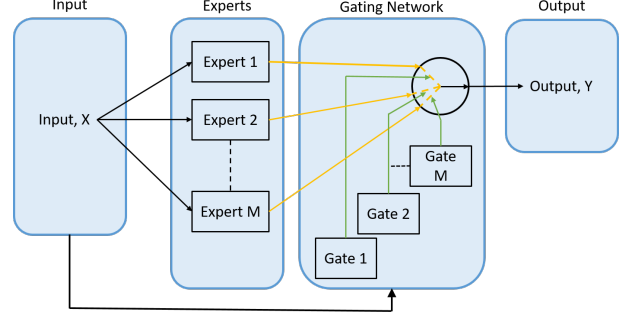 Input
Experts
Gating Network
Output
Input, X
Expert 1
Expert 2
Expert M
Gate
M
Gate 2
Gate 1
Output, Y